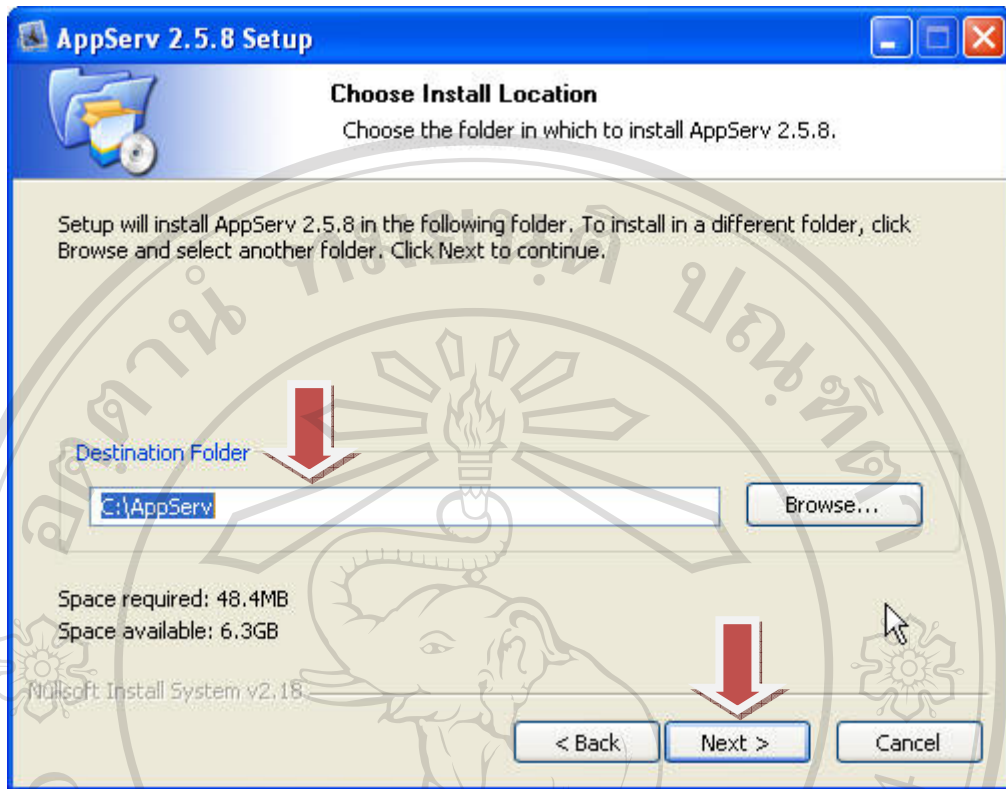 AppServ 2.5.8 Setup
Choose Install Location
Choose the folder in which to install AppServ 2.5.8.
Setup will install AppServ 2.5.8 in the following folder. To install in a different folder, click
Browse and select another folder. Click Next to continue.
Destination Folder
C:\AppServ
Browse...
Space required: 48.4MB
Space available: 6.3GB
Nullsoft Install System v2.18
< Back
Next >
Cancel